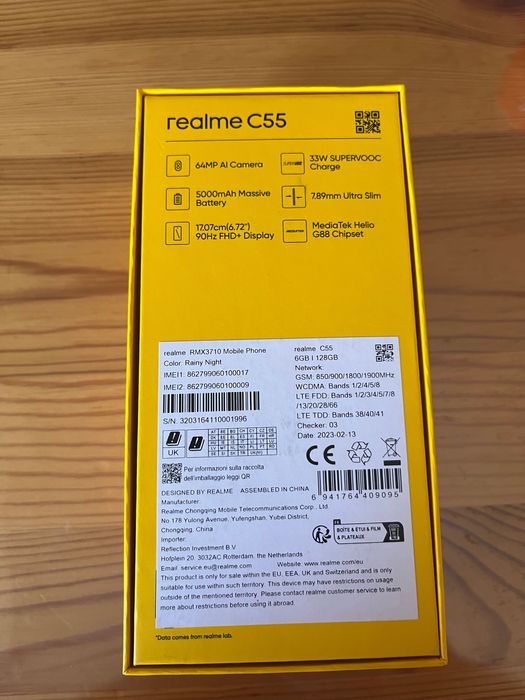 realme C55
64MP AI Camera
33W SUPERVOOC
Charge
5000mAh Massive
Battery
7.89mm Ultra Slim
17.07cm(6.72")
90Hz FHD+ Display
MediaTek Helio
G88 Chipset
realme RMX3710 Mobile Phone
Color: Rainy Night
IMEI1: 862799060100017
IMEI2: 862799060100009
S/N: 3203164110001996
realme C55
6GB | 128GB
Network:
GSM: 850/900/1800/1900MHz
WCDMA: Bands 1/2/4/5/8
LTE FDD: Bands 1/2/3/4/5/7/8
/13/20/28/66
LTE TDD: Bands 38/40/41
Checker: 03
Date: 2023-02-13
UK
CE
Per informazioni sulla raccolta
dell'imballaggio leggi QR
6 941764 409095
DESIGNED BY REALME ASSEMBLED IN CHINA
Manufacturer:
Realme Chongqing Mobile Telecommunications Corp., Ltd.
No.178 Yulong Avenue, Yufengshan, Yubei District,
Chongqing, China
Importer:
Reflection Investment B.V.
Hofplein 20, 3032AC Rotterdam, the Netherlands
Email: service.eu@realme.com Website: www.realme.com/eu
BOÎTE & ÉTUI & FILM
& PLATEAUX
This product is only for sale within the EU, EEA, UK and Switzerland and is only
suitable for use within such territory. This device may have restrictions on usage
outside of the mentioned territory. Please contact realme customer service to learn
more about restrictions before using it abroad.
*Data comes from realme lab.